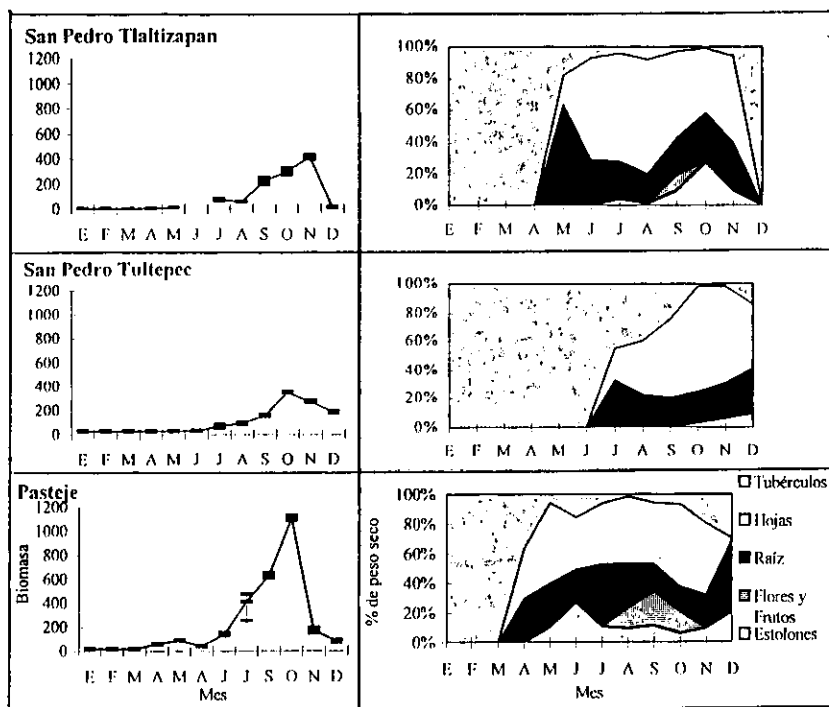 San Pedro Tlaltizapan
1200
1000
800
600
400
200
0
E F M A M J J A S O N D
100%
80%
60%
40%
20%
0%
E F M A M J J A S O N D
San Pedro Tultepec
1200
1000
800
600
400
200
0
E F M A M J J A S O N D
100%
80%
60%
40%
20%
0%
E F M A M J J A S O N D
Pasteje
Biomasa
1200
1000
800
600
400
200
0
E F M A M J J A S O N D
Mes
% de peso seco
100%
80%
60%
40%
20%
0%
E F M A M J J A S O N D
Mes
Tubérculos
Hojas
Raíz
Flores y
Frutos
Estolones